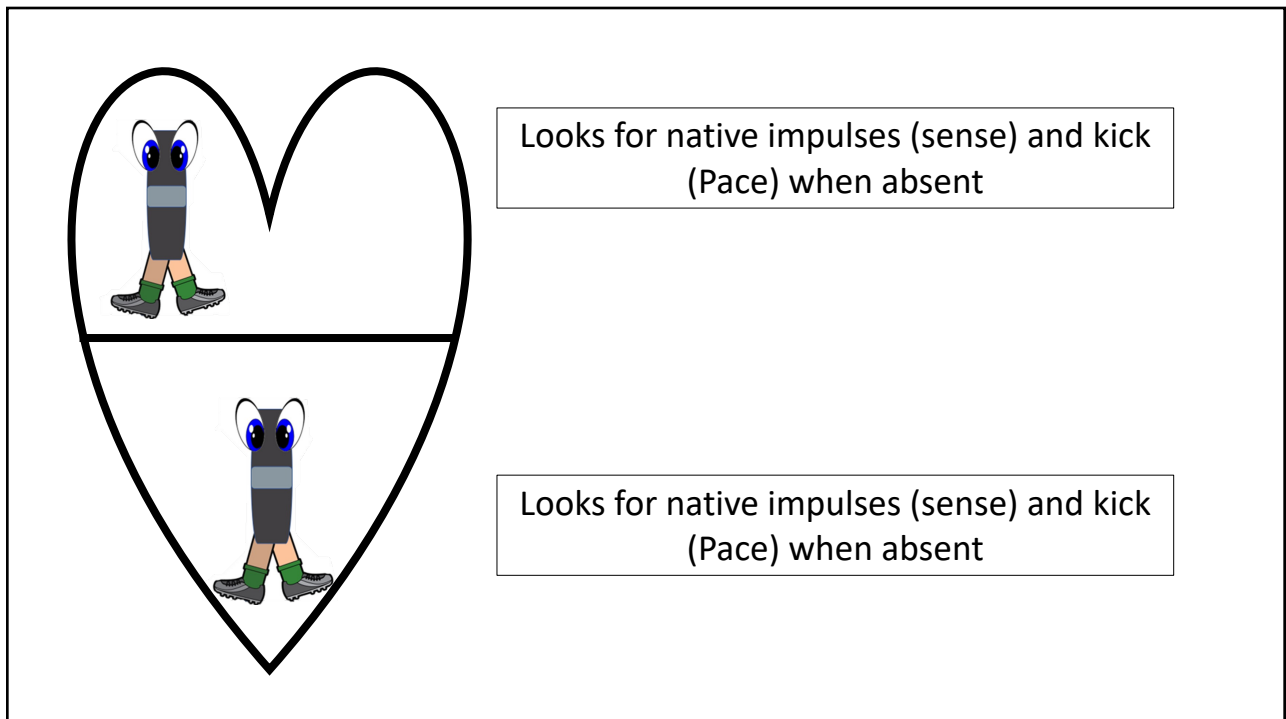 Looks for native impulses (sense) and kick
(Pace) when absent
Looks for native impulses (sense) and kick
(Pace) when absent